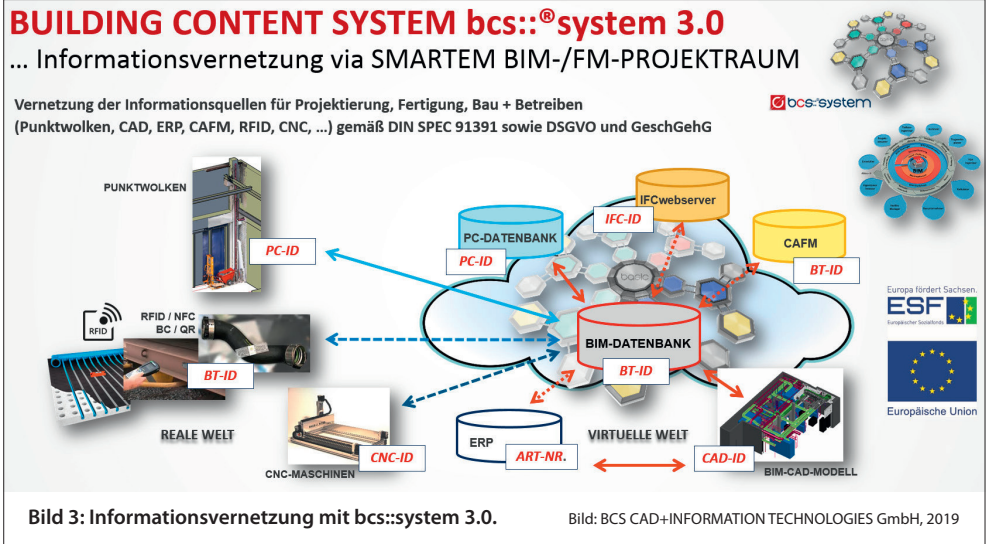 BUILDING CONTENT SYSTEM bcs::®system 3.0
... Informationsvernetzung via SMARTEM BIM-/FM-PROJEKTRAUM
Vernetzung der Informationsquellen für Projektierung, Fertigung, Bau + Betreiben
(Punktwolken, CAD, ERP, CAFM, RFID, CNC, ...) gemäß DIN SPEC 91391 sowie DSGVO und GeschGehG
bcs::system
BIM
PUNKTWOLKEN
PC-ID
IFCwebserver
IFC-ID
PC-DATENBANK
PC-ID
CAFM
BT-ID
Europa fördert Sachsen.
ESF
Europäischer Sozialfonds
RFID
RFID / NFC
BC / QR
BT-ID
BIM-DATENBANK
BT-ID
Europäische Union
REALE WELT
CNC-ID
CNC-MASCHINEN
ERP
ART-NR.
VIRTUELLE WELT
CAD-ID
BIM-CAD-MODELL
Bild 3: Informationsvernetzung mit bcs::system 3.0.
Bild: BCS CAD+INFORMATION TECHNOLOGIES GmbH, 2019